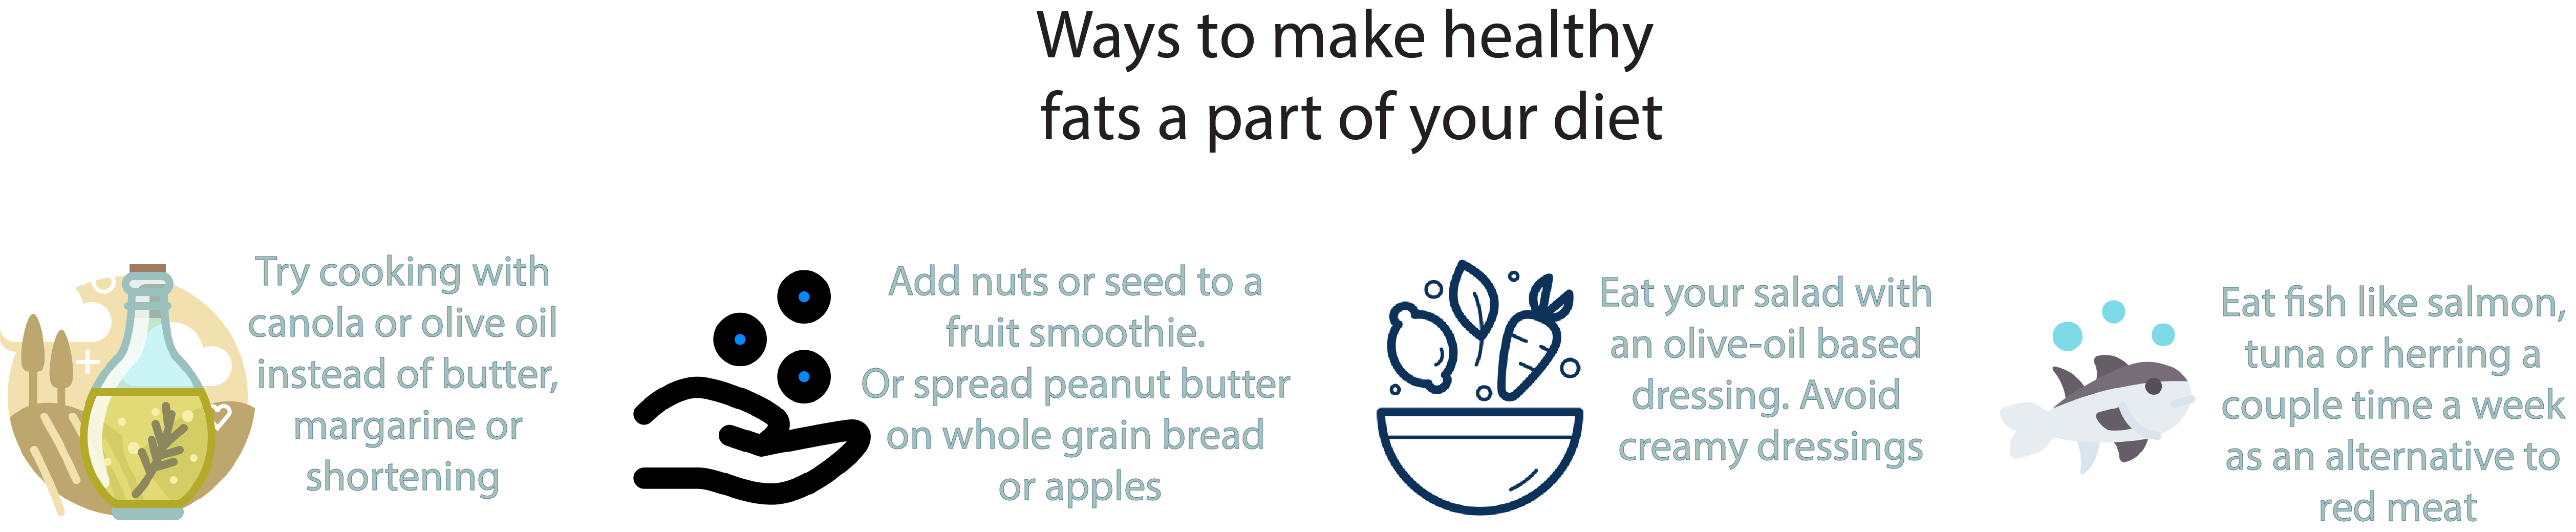 Ways to make healthy
fats a part of your diet
Try cooking with
canola or olive oil
instead of butter,
margarine or
shortening
Add nuts or seed to a
fruit smoothie.
Or spread peanut butter
on whole grain bread
or apples
Eat your salad with
an olive-oil based
dressing. Avoid
creamy dressings
Eat fish like salmon,
tuna or herring a
couple time a week
as an alternative to
red meat